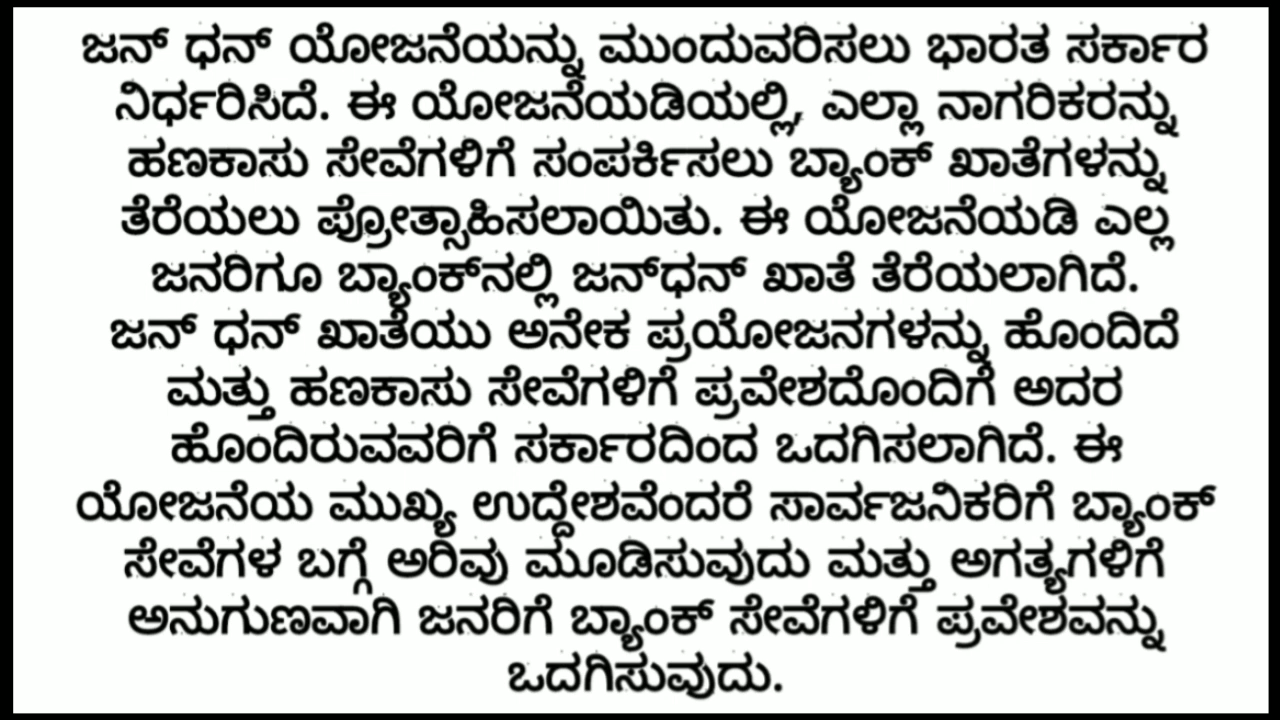 ಜನ್ ಧನ್ ಯೋಜನೆಯನ್ನು ಮುಂದುವರಿಸಲು ಭಾರತ ಸರ್ಕಾರ
ನಿರ್ಧರಿಸಿದೆ. ಈ ಯೋಜನೆಯಡಿಯಲ್ಲಿ, ಎಲ್ಲಾ ನಾಗರಿಕರನ್ನು
ಹಣಕಾಸು ಸೇವೆಗಳಿಗೆ ಸಂಪರ್ಕಿಸಲು ಬ್ಯಾಂಕ್ ಖಾತೆಗಳನ್ನು
ತೆರೆಯಲು ಪ್ರೋತ್ಸಾಹಿಸಲಾಯಿತು. ಈ ಯೋಜನೆಯಡಿ ಎಲ್ಲ
ಜನರಿಗೂ ಬ್ಯಾಂಕ್‌ನಲ್ಲಿ ಜನ್‌ಧನ್ ಖಾತೆ ತೆರೆಯಲಾಗಿದೆ.
ಜನ್ ಧನ್ ಖಾತೆಯು ಅನೇಕ ಪ್ರಯೋಜನಗಳನ್ನು ಹೊಂದಿದೆ
ಮತ್ತು ಹಣಕಾಸು ಸೇವೆಗಳಿಗೆ ಪ್ರವೇಶದೊಂದಿಗೆ ಅದರ
ಹೊಂದಿರುವವರಿಗೆ ಸರ್ಕಾರದಿಂದ ಒದಗಿಸಲಾಗಿದೆ. ಈ
ಯೋಜನೆಯ ಮುಖ್ಯ ಉದ್ದೇಶವೆಂದರೆ ಸಾರ್ವಜನಿಕರಿಗೆ ಬ್ಯಾಂಕ್
ಸೇವೆಗಳ ಬಗ್ಗೆ ಅರಿವು ಮೂಡಿಸುವುದು ಮತ್ತು ಅಗತ್ಯಗಳಿಗೆ
ಅನುಗುಣವಾಗಿ ಜನರಿಗೆ ಬ್ಯಾಂಕ್ ಸೇವೆಗಳಿಗೆ ಪ್ರವೇಶವನ್ನು
ಒದಗಿಸುವುದು.